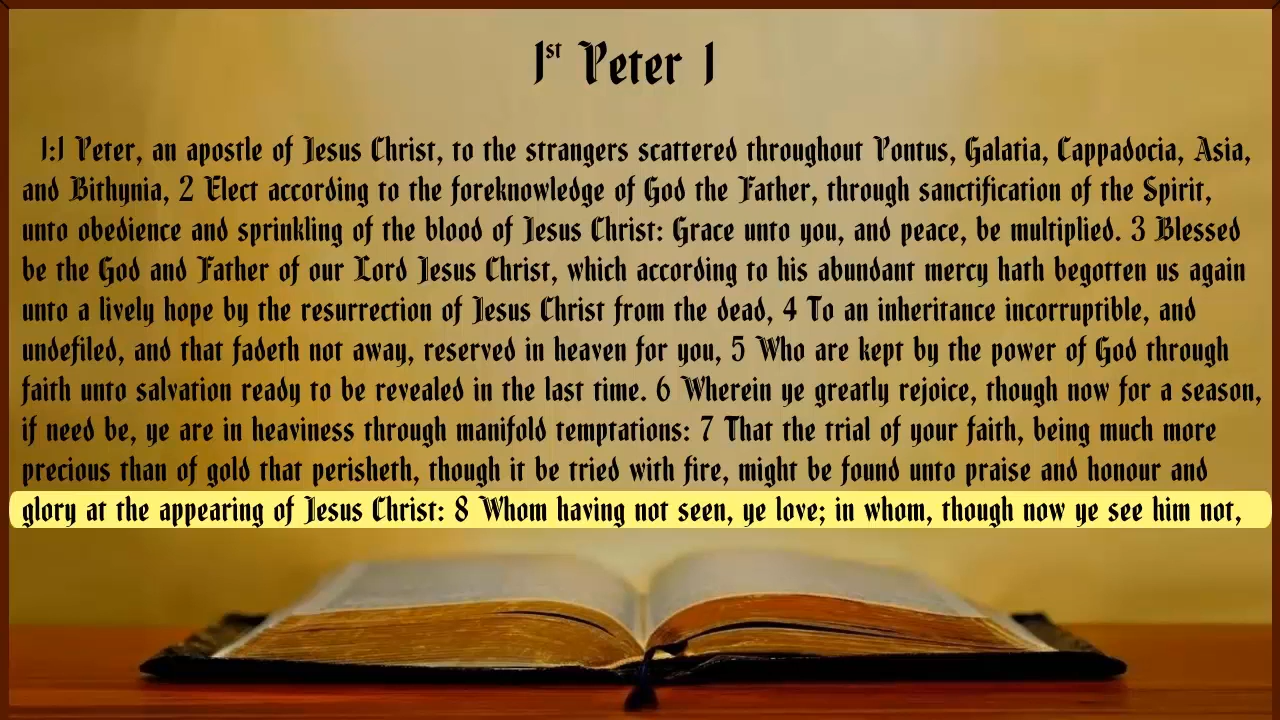 1st Peter 1
1:1 Peter, an apostle of Jesus Christ, to the strangers scattered throughout Pontus, Galatia, Cappadocia, Asia,
and Bithynia, 2 Elect according to the foreknowledge of God the Father, through sanctification of the Spirit,
unto obedience and sprinkling of the blood of Jesus Christ: Grace unto you, and peace, be multiplied. 3 Blessed
be the God and Father of our Lord Jesus Christ, which according to his abundant mercy hath begotten us again
unto a lively hope by the resurrection of Jesus Christ from the dead, 4 To an inheritance incorruptible, and
undefiled, and that fadeth not away, reserved in heaven for you, 5 Who are kept by the power of God through
faith unto salvation ready to be revealed in the last time. 6 Wherein ye greatly rejoice, though now for a season,
if need be, ye are in heaviness through manifold temptations: 7 That the trial of your faith, being much more
precious than of gold that perisheth, though it be tried with fire, might be found unto praise and honour and
glory at the appearing of Jesus Christ: 8 Whom having not seen, ye love; in whom, though now ye see him not,